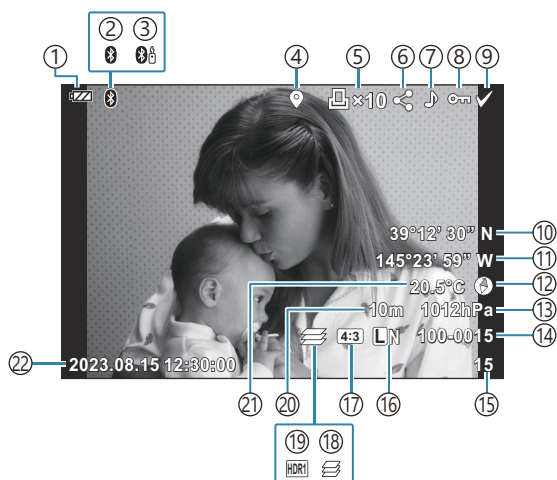 ② ③
① ④ ⑤ ⑥ ⑦ ⑧ ⑨
×10
39°12’ 30” N ⑩
145°23’ 59” W ⑪
20.5°C ⑫
10m 1012hPa ⑬
4:3 LN 100-0015 ⑭
㉒ 2023.08.15 12:30:00 15
㉑ ⑳ ⑰ ⑯ ⑮
⑲ ⑱
HDR1